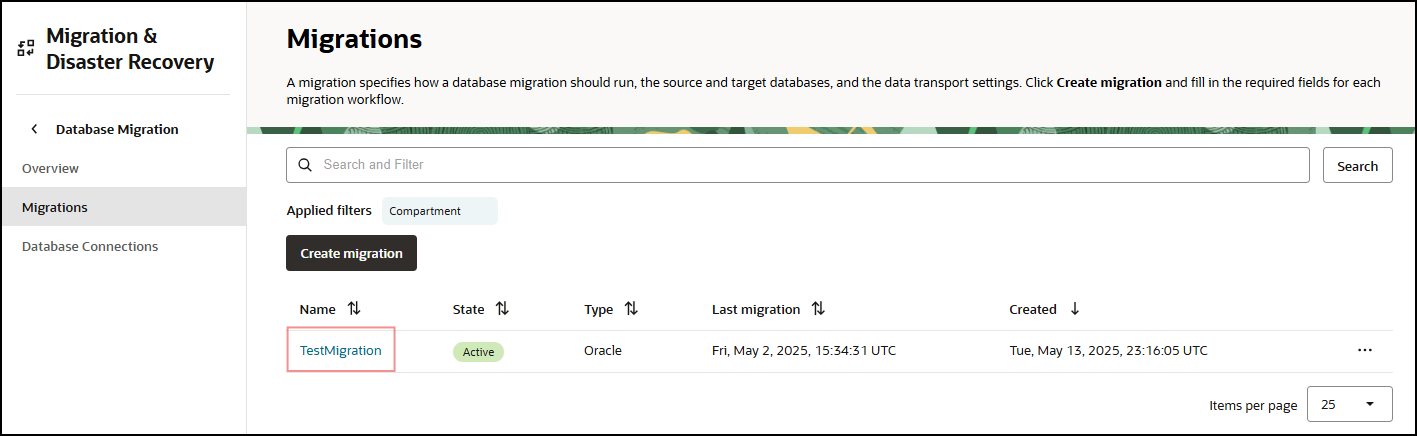 Migration &
Disaster Recovery
Database Migration
Overview
Migrations
Database Connections
Migrations
A migration specifies how a database migration should run, the source and target databases, and the data transport settings. Click Create migration and fill in the required fields for each
migration workflow.
Search and Filter
Search
Applied filters Compartment
Create migration
Name State Type Last migration Created
TestMigration Active Oracle Fri, May 2, 2025, 15:34:31 UTC Tue, May 13, 2025, 23:16:05 UTC
Items per page 25